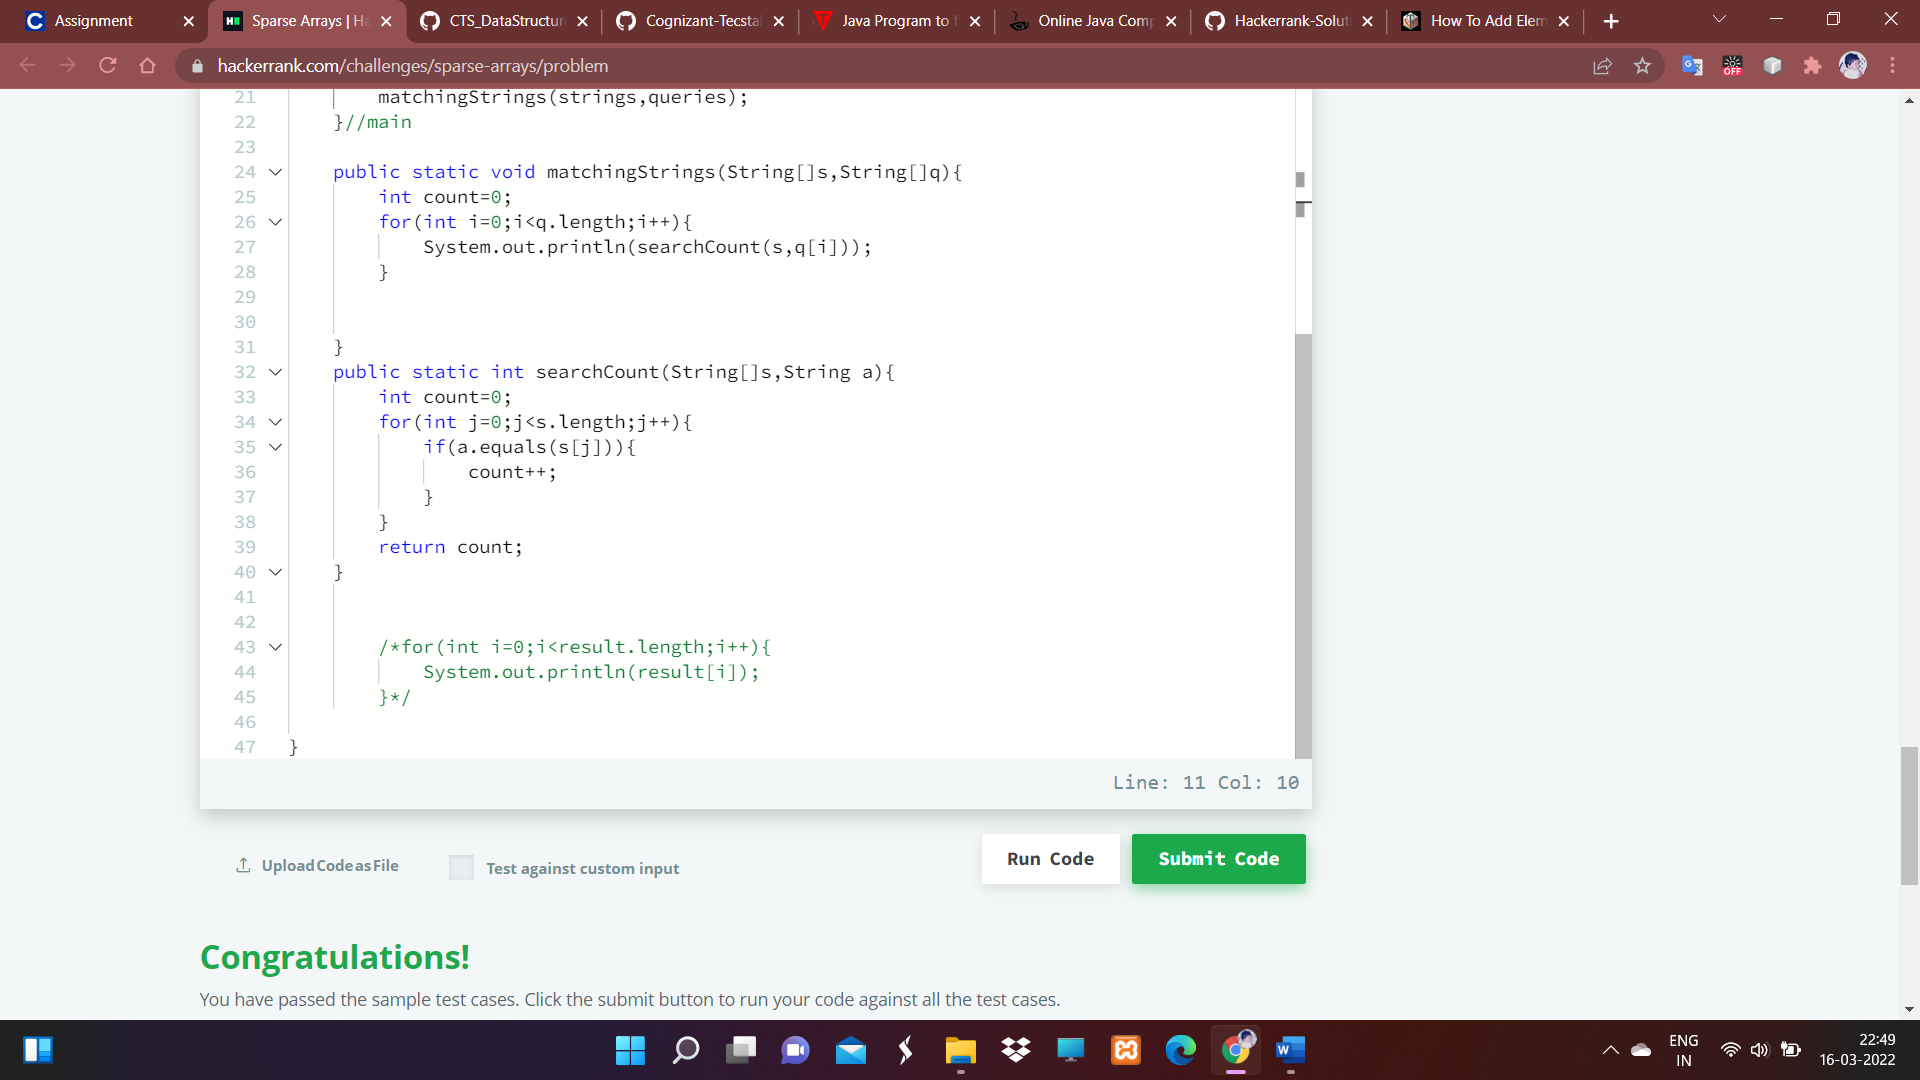 Assignment
Sparse Arrays | Ha
CTS_DataStructure
Cognizant-Tecsta
Java Program to f
Online Java Comp
Hackerrank-Soluti
How To Add Elem
hackerrank.com/challenges/sparse-arrays/problem
OFF
21 matchingStrings(strings,queries);
22 }//main
23
24 public static void matchingStrings(String[]s,String[]q){
25 int count=0;
26 for(int i=0;i<q.length;i++){
27 System.out.println(searchCount(s,q[i]));
28 }
29
30
31 }
32 public static int searchCount(String[]s,String a){
33 int count=0;
34 for(int j=0;j<s.length;j++){
35 if(a.equals(s[j])){
36 count++;
37 }
38 }
39 return count;
40 }
41
42
43 /*for(int i=0;i<result.length;i++){
44 System.out.println(result[i]);
45 }*/
46
47 }
Line: 11 Col: 10
Upload Code as File
Test against custom input
Run Code
Submit Code
Congratulations!
You have passed the sample test cases. Click the submit button to run your code against all the test cases.
ENG
IN
22:49
16-03-2022